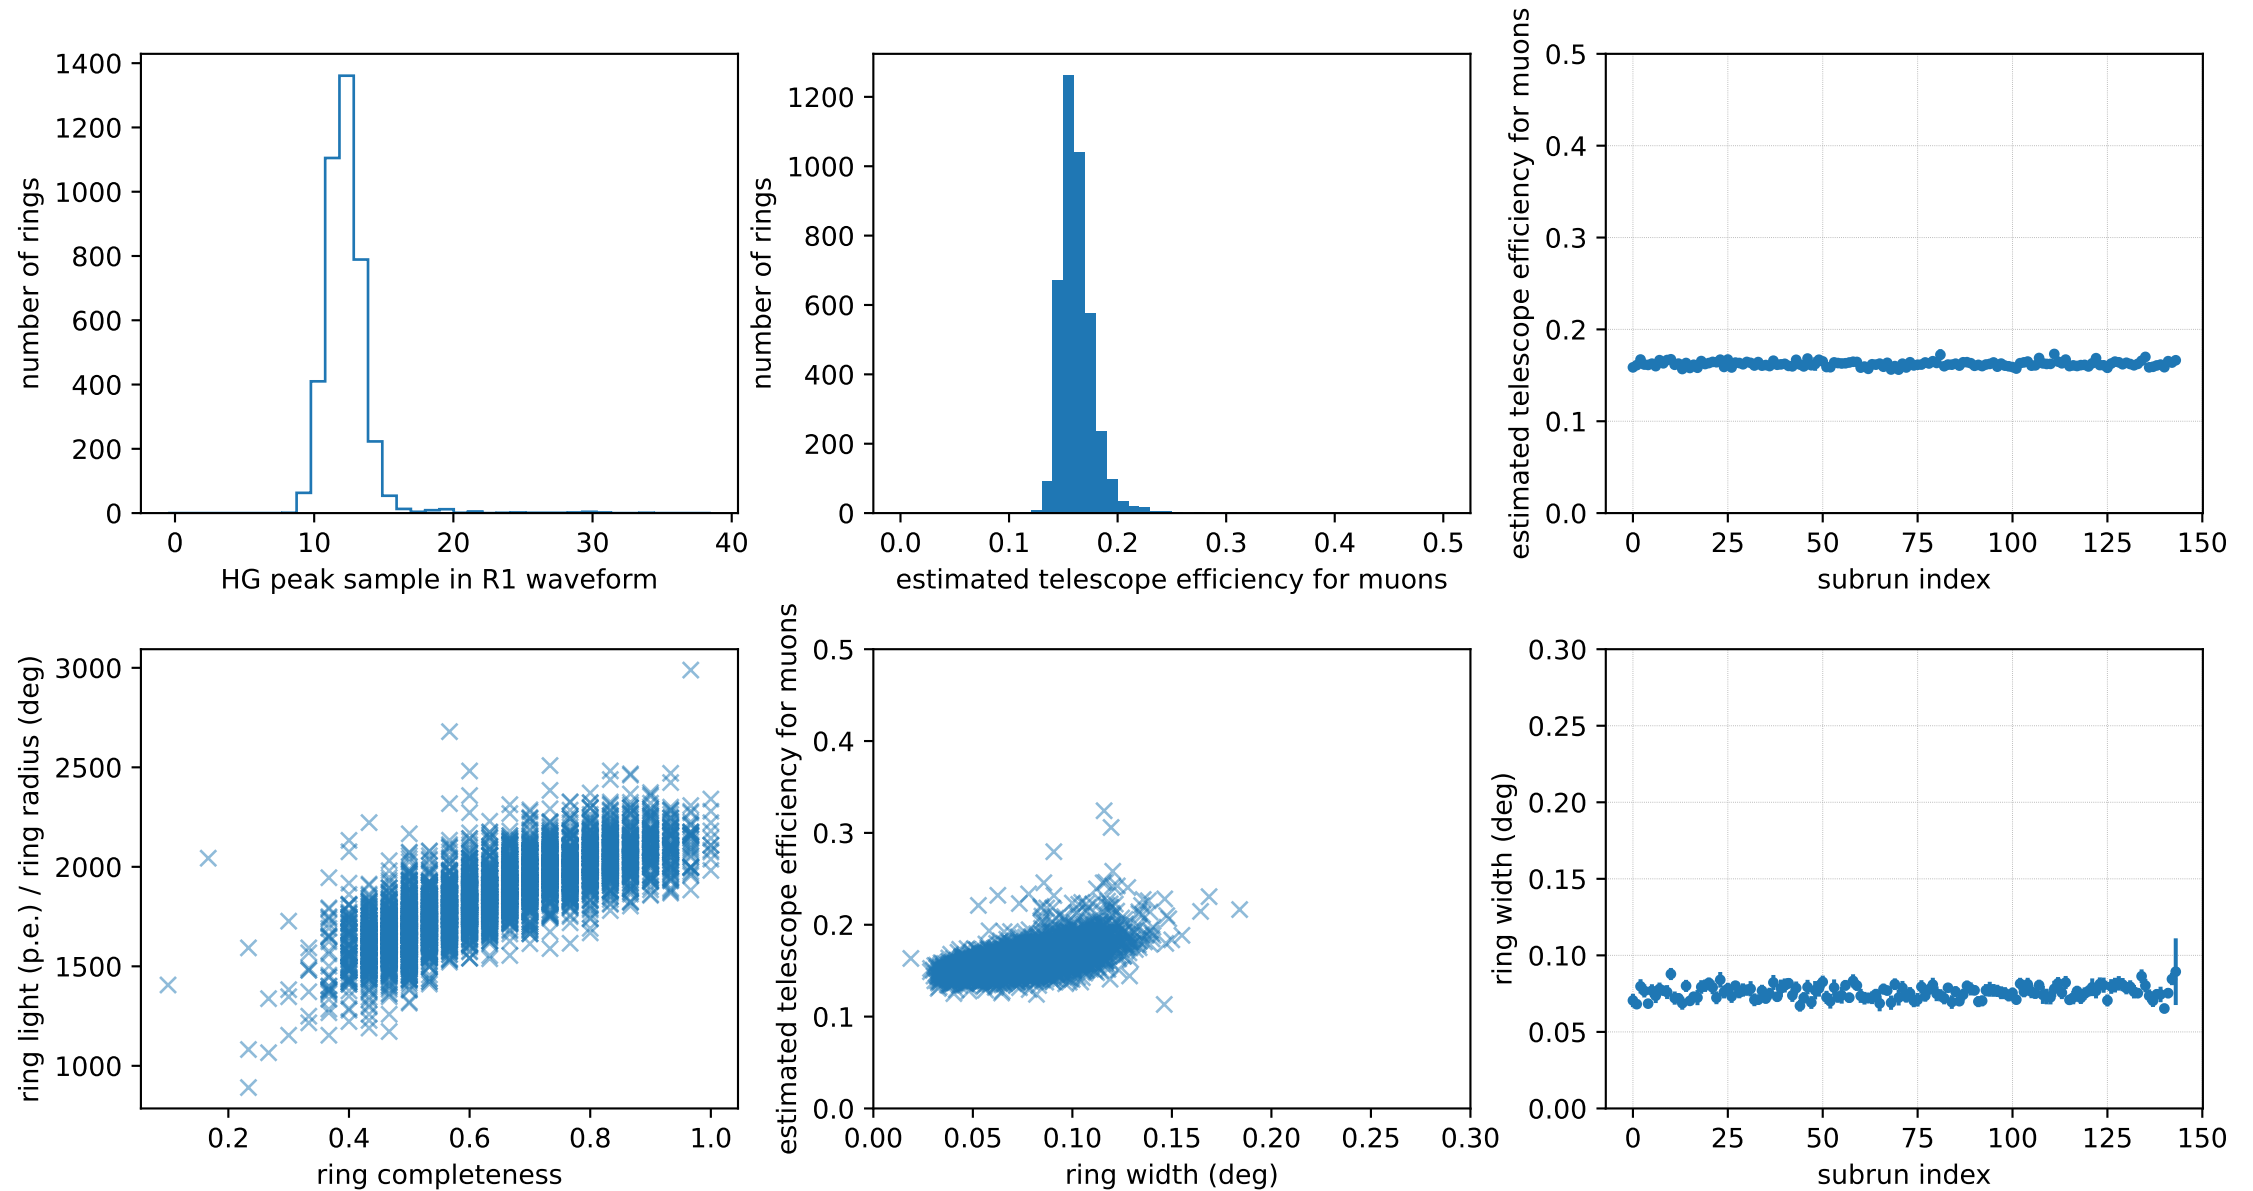 1400
1200
1000
800
600
400
200
0
number of rings
0 10 20 30 40
HG peak sample in R1 waveform
1200
1000
800
600
400
200
0
number of rings
0.0 0.1 0.2 0.3 0.4 0.5
estimated telescope efficiency for muons
0.5
0.4
0.3
0.2
0.1
0.0
estimated telescope efficiency for muons
0 25 50 75 100 125 150
subrun index
3000
2500
2000
1500
1000
ring light (p.e.) / ring radius (deg)
0.2 0.4 0.6 0.8 1.0
ring completeness
0.5
0.4
0.3
0.2
0.1
0.0
estimated telescope efficiency for muons
0.00 0.05 0.10 0.15 0.20 0.25 0.30
ring width (deg)
0.30
0.25
0.20
0.15
0.10
0.05
0.00
ring width (deg)
0 25 50 75 100 125 150
subrun index